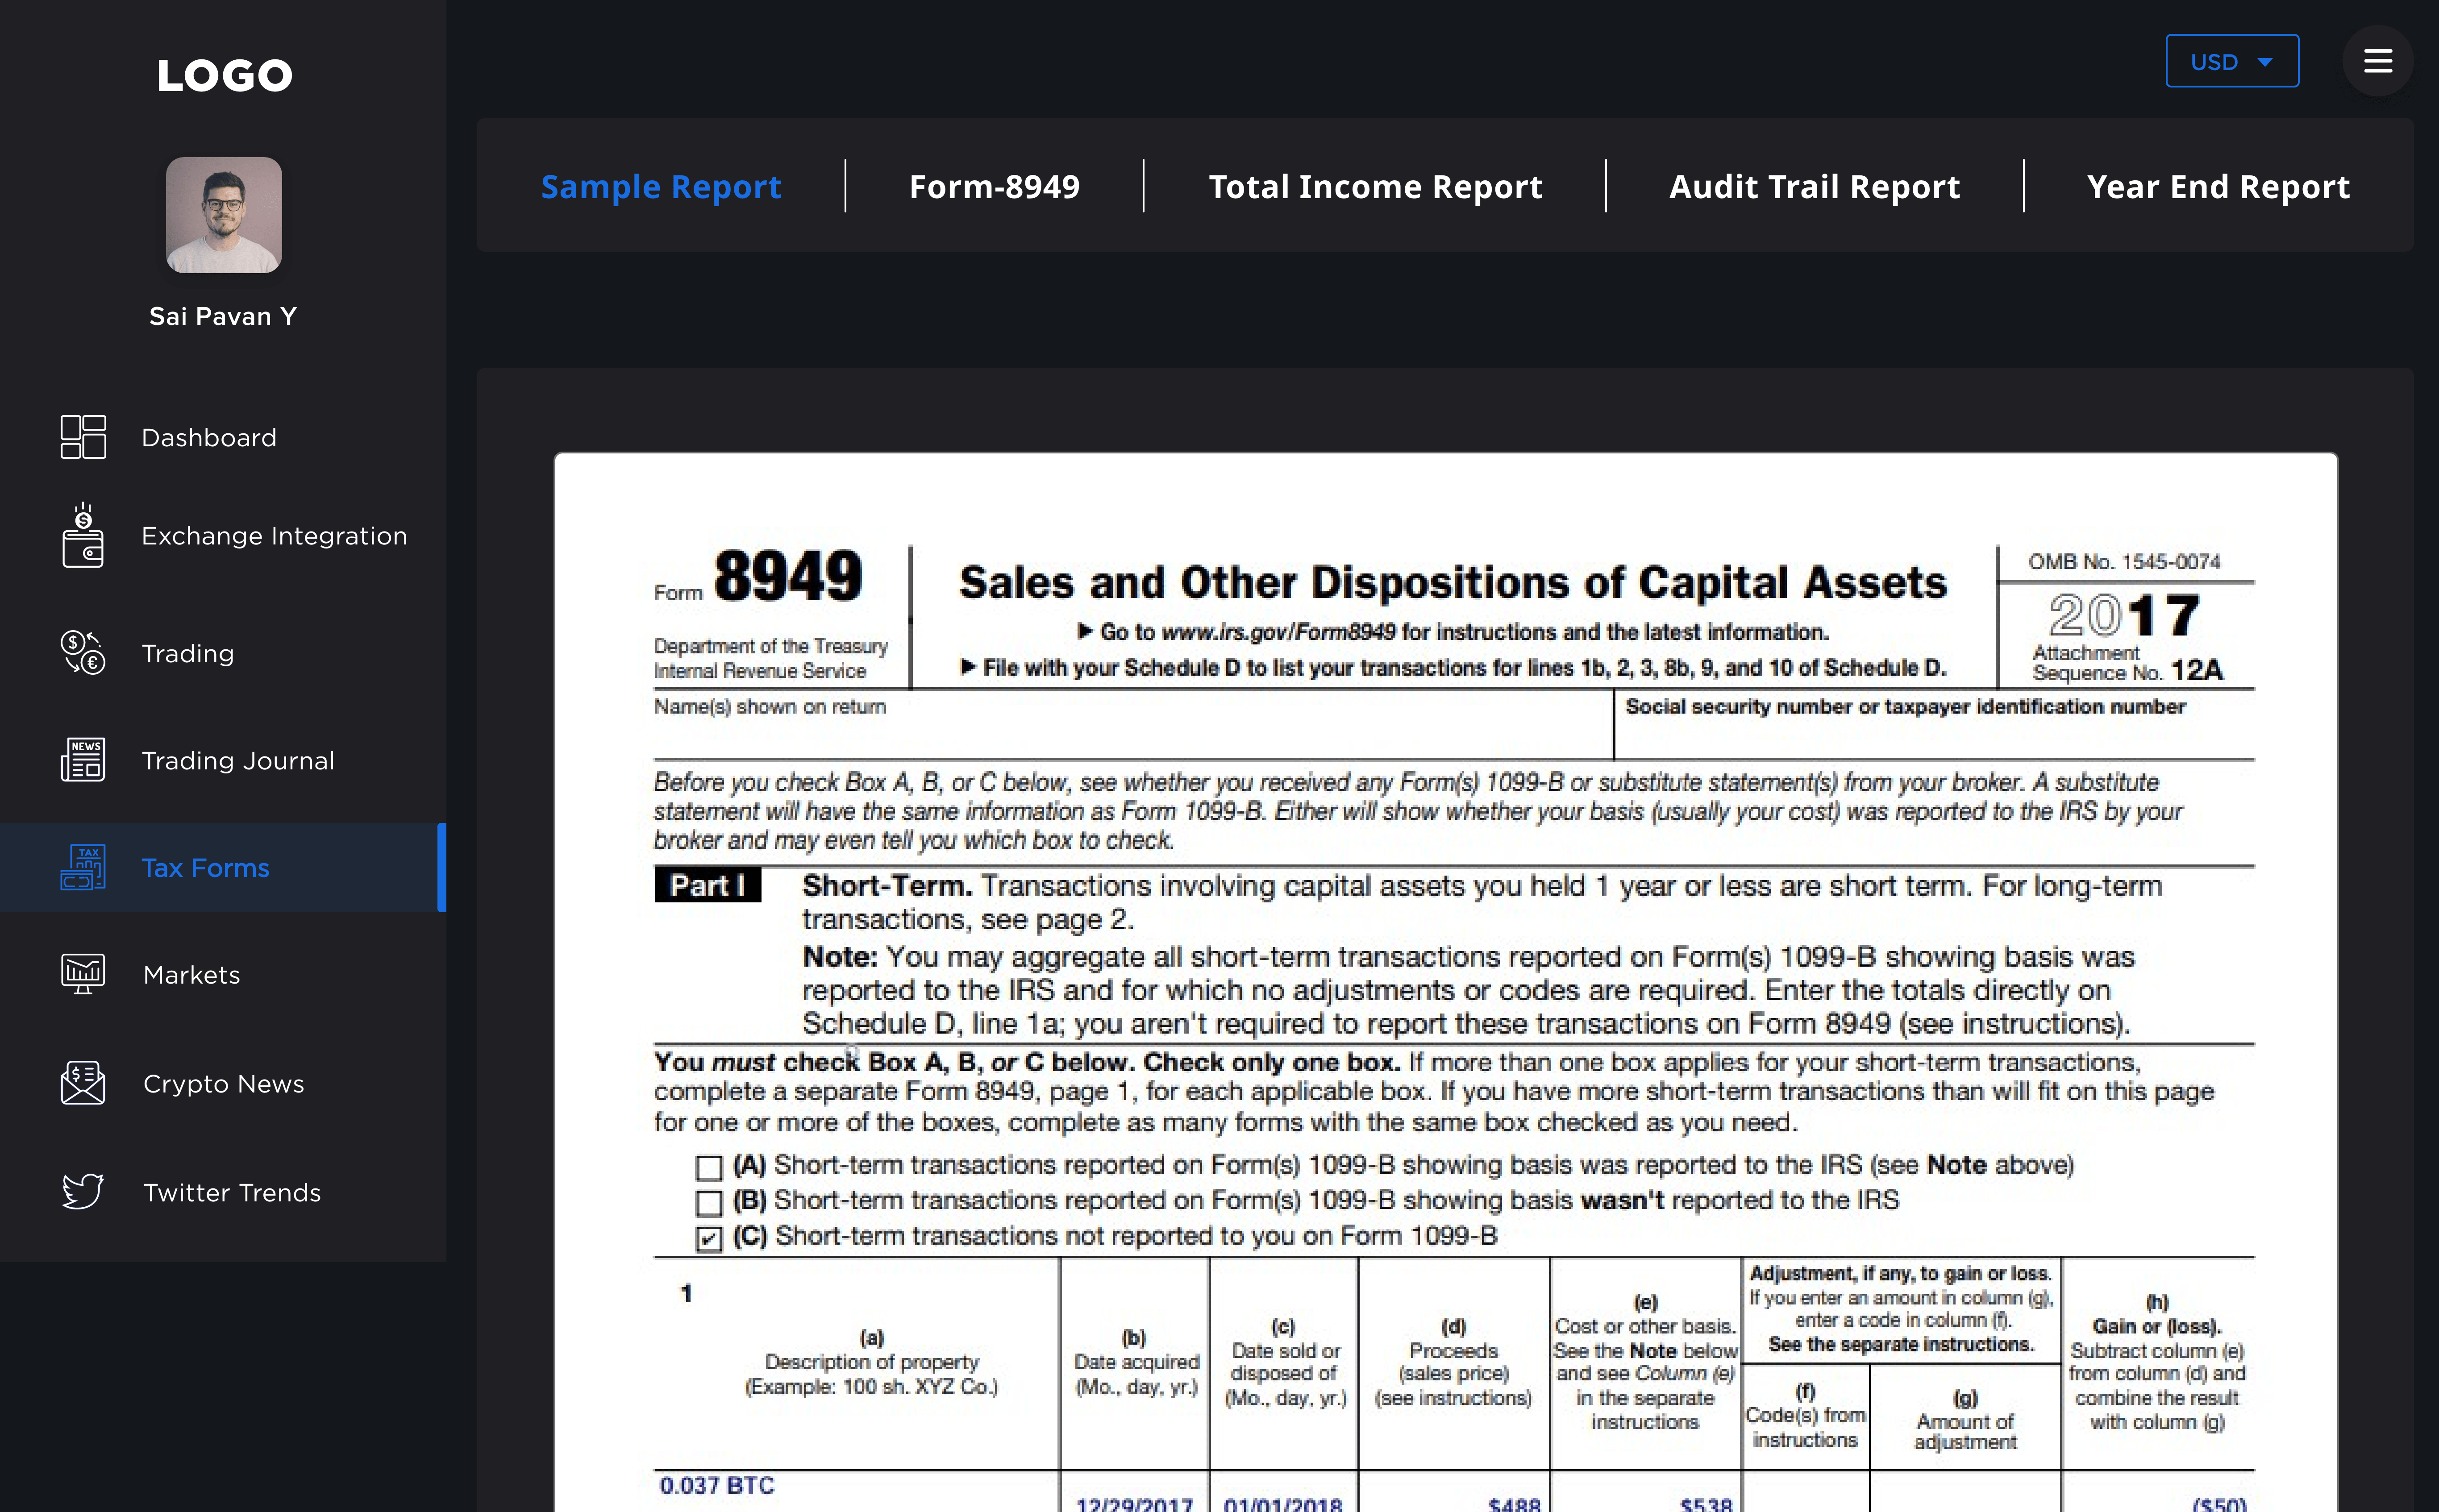 LOGO
Sai Pavan Y
Dashboard
Exchange Integration
Trading
NEWS
Trading Journal
TAX
Tax Forms
Markets
Crypto News
Twitter Trends
USD
Sample Report
Form-8949
Total Income Report
Audit Trail Report
Year End Report
Form 8949
Department of the Treasury
Internal Revenue Service
Sales and Other Dispositions of Capital Assets
▶ Go to www.irs.gov/Form8949 for instructions and the latest information.
▶ File with your Schedule D to list your transactions for lines 1b, 2, 3, 8b, 9, and 10 of Schedule D.
OMB No. 1545-0074
2017
Attachment
Sequence No. 12A
Name(s) shown on return
Social security number or taxpayer identification number
Before you check Box A, B, or C below, see whether you received any Form(s) 1099-B or substitute statement(s) from your broker. A substitute
statement will have the same information as Form 1099-B. Either will show whether your basis (usually your cost) was reported to the IRS by your
broker and may even tell you which box to check.
Part I
Short-Term. Transactions involving capital assets you held 1 year or less are short term. For long-term
transactions, see page 2.
Note: You may aggregate all short-term transactions reported on Form(s) 1099-B showing basis was
reported to the IRS and for which no adjustments or codes are required. Enter the totals directly on
Schedule D, line 1a; you aren't required to report these transactions on Form 8949 (see instructions).
You must check Box A, B, or C below. Check only one box. If more than one box applies for your short-term transactions,
complete a separate Form 8949, page 1, for each applicable box. If you have more short-term transactions than will fit on this page
for one or more of the boxes, complete as many forms with the same box checked as you need.
(A) Short-term transactions reported on Form(s) 1099-B showing basis was reported to the IRS (see Note above)
(B) Short-term transactions reported on Form(s) 1099-B showing basis wasn't reported to the IRS
(C) Short-term transactions not reported to you on Form 1099-B
1
(a)
Description of property
(Example: 100 sh. XYZ Co.)
(b)
Date acquired
(Mo., day, yr.)
(c)
Date sold or
disposed of
(Mo., day, yr.)
(d)
Proceeds
(sales price)
(see instructions)
(e)
Cost or other basis.
See the Note below
and see Column (e)
in the separate
instructions
Adjustment, if any, to gain or loss.
If you enter an amount in column (g),
enter a code in column (f).
See the separate instructions.
(f)
Code(s) from
instructions
(g)
Amount of
adjustment
(h)
Gain or (loss).
Subtract column (e)
from column (d) and
combine the result
with column (g)
0.037 BTC
12/29/2017
01/01/2018
$488
$538
($50)